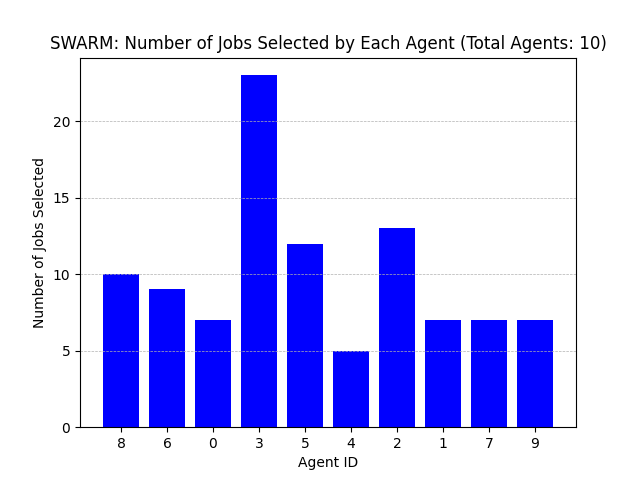 SWARM: Number of Jobs Selected by Each Agent (Total Agents: 10)
Number of Jobs Selected
20
15
10
5
0
8 6 0 3 5 4 2 1 7 9
Agent ID